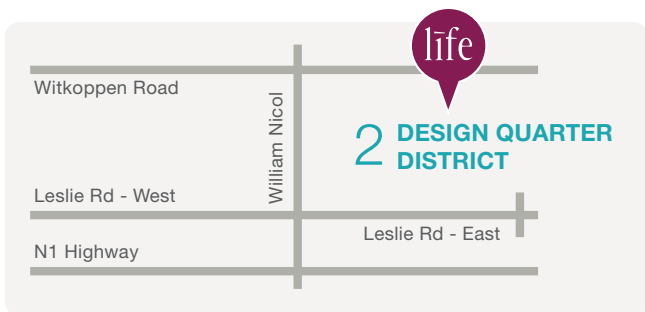 līfe
Witkoppen Road
William Nicol
2 DESIGN QUARTER
DISTRICT
Leslie Rd - West
Leslie Rd - East
N1 Highway